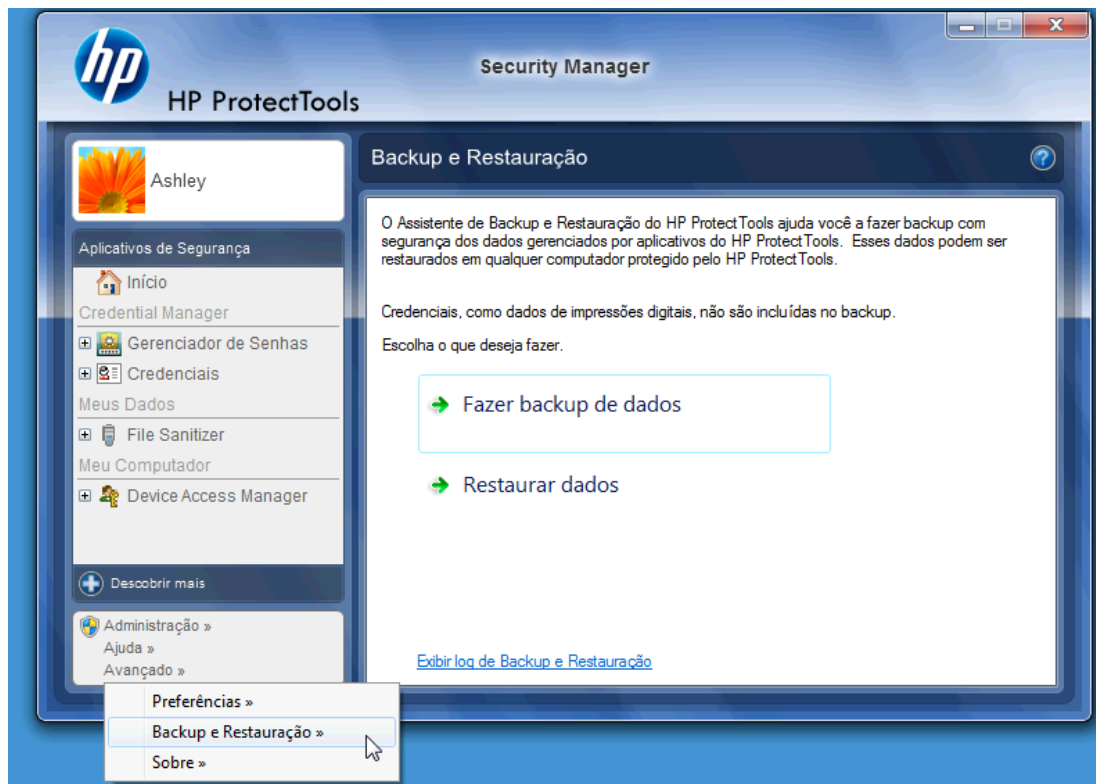 hp
HP ProtectTools
Security Manager
Ashley
Aplicativos de Segurança
Início
Credential Manager
Gerenciador de Senhas
Credenciais
Meus Dados
File Sanitizer
Meu Computador
Device Access Manager
Descobrir mais
Administração »
Ajuda »
Avançado »
Preferências »
Backup e Restauração »
Sobre »
Backup e Restauração
?
O Assistente de Backup e Restauração do HP ProtectTools ajuda você a fazer backup com
segurança dos dados gerenciados por aplicativos do HP ProtectTools. Esses dados podem ser
restaurados em qualquer computador protegido pelo HP ProtectTools.
Credenciais, como dados de impressões digitais, não são incluídas no backup.
Escolha o que deseja fazer.
Fazer backup de dados
Restaurar dados
Exibir log de Backup e Restauração